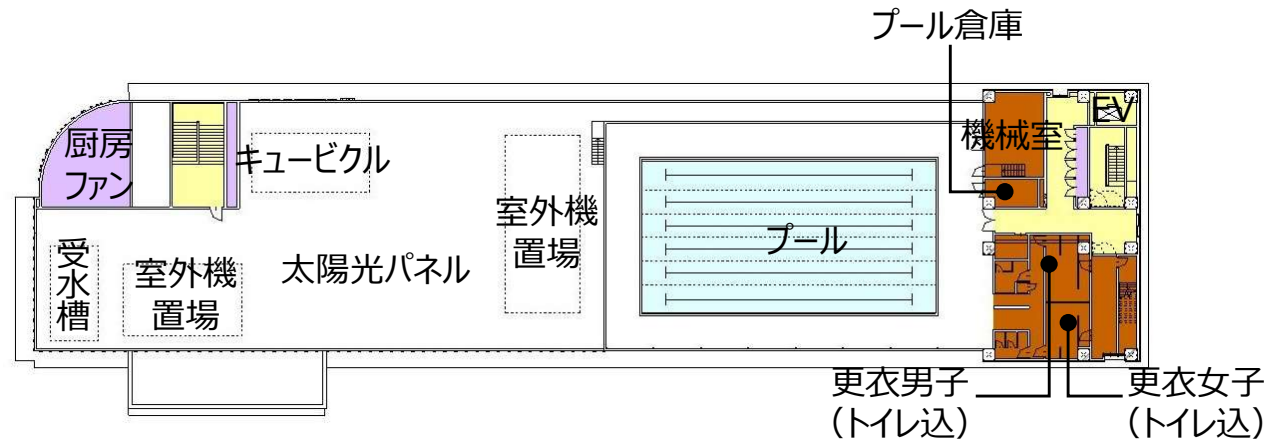 プール倉庫
EV
機械室
厨房
ファン
キュービクル
室外機
置場
プール
受水槽
室外機
置場
太陽光パネル
更衣男子
（トイレ込）
更衣女子
（トイレ込）